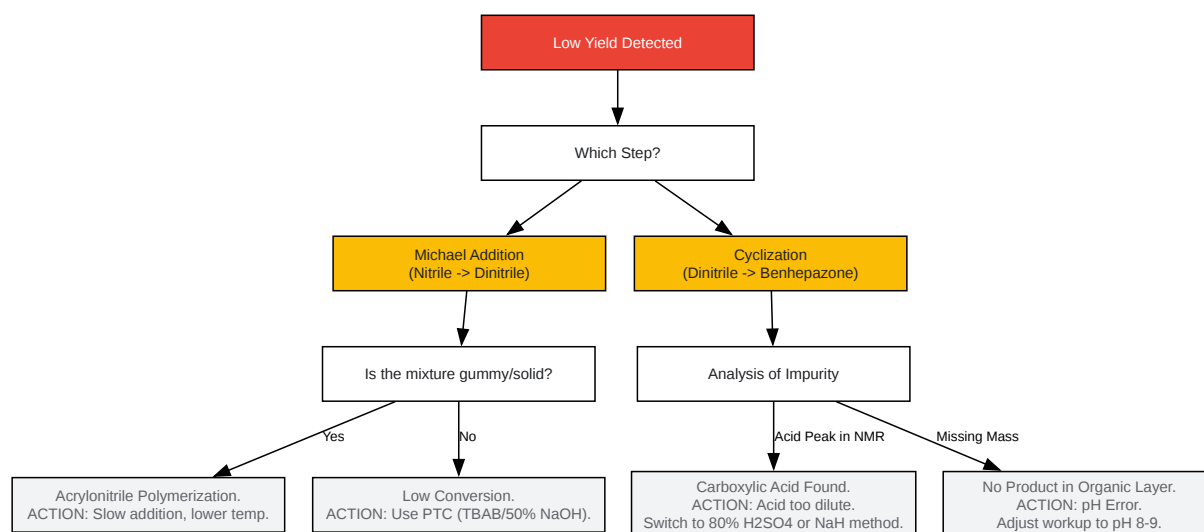 Low Yield Detected
Which Step?
Michael Addition
(Nitrile -> Dinitrile)
Cyclization
(Dinitrile -> Benhepazone)
Is the mixture gummy/solid?
Analysis of Impurity
Yes
No
Acid Peak in NMR
Missing Mass
Acrylonitrile Polymerization.
ACTION: Slow addition, lower temp.
Low Conversion.
ACTION: Use PTC (TBAB/50% NaOH).
Carboxylic Acid Found.
ACTION: Acid too dilute.
Switch to 80% H2SO4 or NaH method.
No Product in Organic Layer.
ACTION: pH Error.
Adjust workup to pH 8-9.